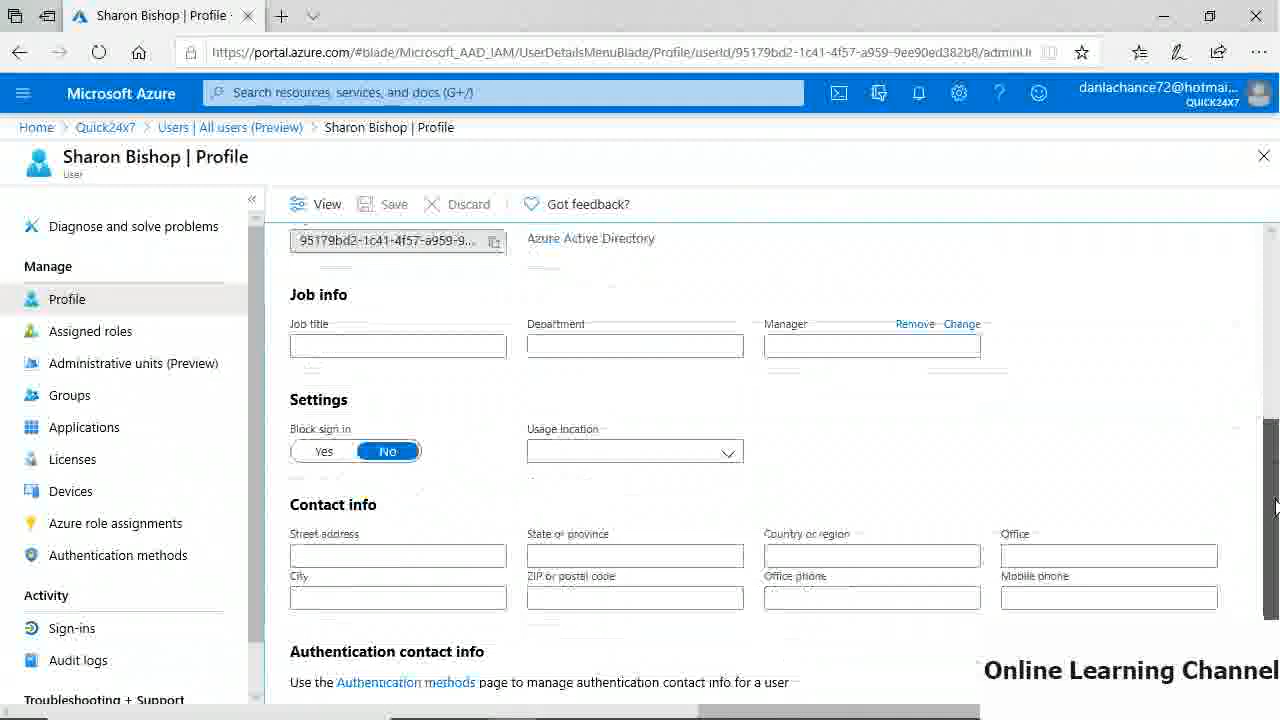 Sharon Bishop | Profile
https://portal.azure.com/#blade/Microsoft_AAD_IAM/UserDetailsMenuBlade/Profile/userId/95179bd2-1c41-4f57-a959-9ee90ed382b8/adminUr
Microsoft Azure
Search resources, services, and docs (G+/)
danlachance72@hotmai...
QUICK24X7
Home > Quick24x7 > Users | All users (Preview) > Sharon Bishop | Profile
Sharon Bishop | Profile
User
Diagnose and solve problems
Manage
Profile
Assigned roles
Administrative units (Preview)
Groups
Applications
Licenses
Devices
Azure role assignments
Authentication methods
Activity
Sign-ins
Audit logs
Troubleshooting + Support
View Save Discard Got feedback?
95179bd2-1c41-4f57-a959-9... Azure Active Directory
Job info
Job title Department Manager Remove Change
Settings
Block sign in Usage location
Yes No
Contact info
Street address State or province Country or region Office
City ZIP or postal code Office phone Mobile phone
Authentication contact info
Use the Authentication methods page to manage authentication contact info for a user
Online Learning Channel